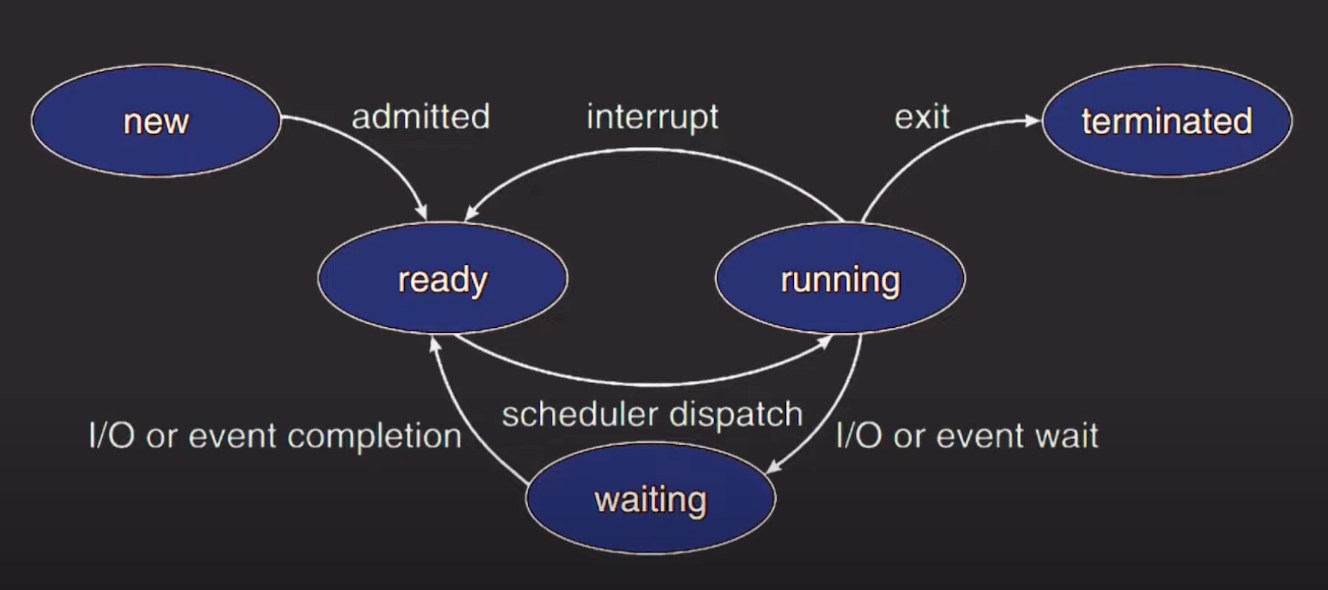 new
admitted
interrupt
exit
terminated
ready
running
scheduler dispatch
I/O or event completion
I/O or event wait
waiting